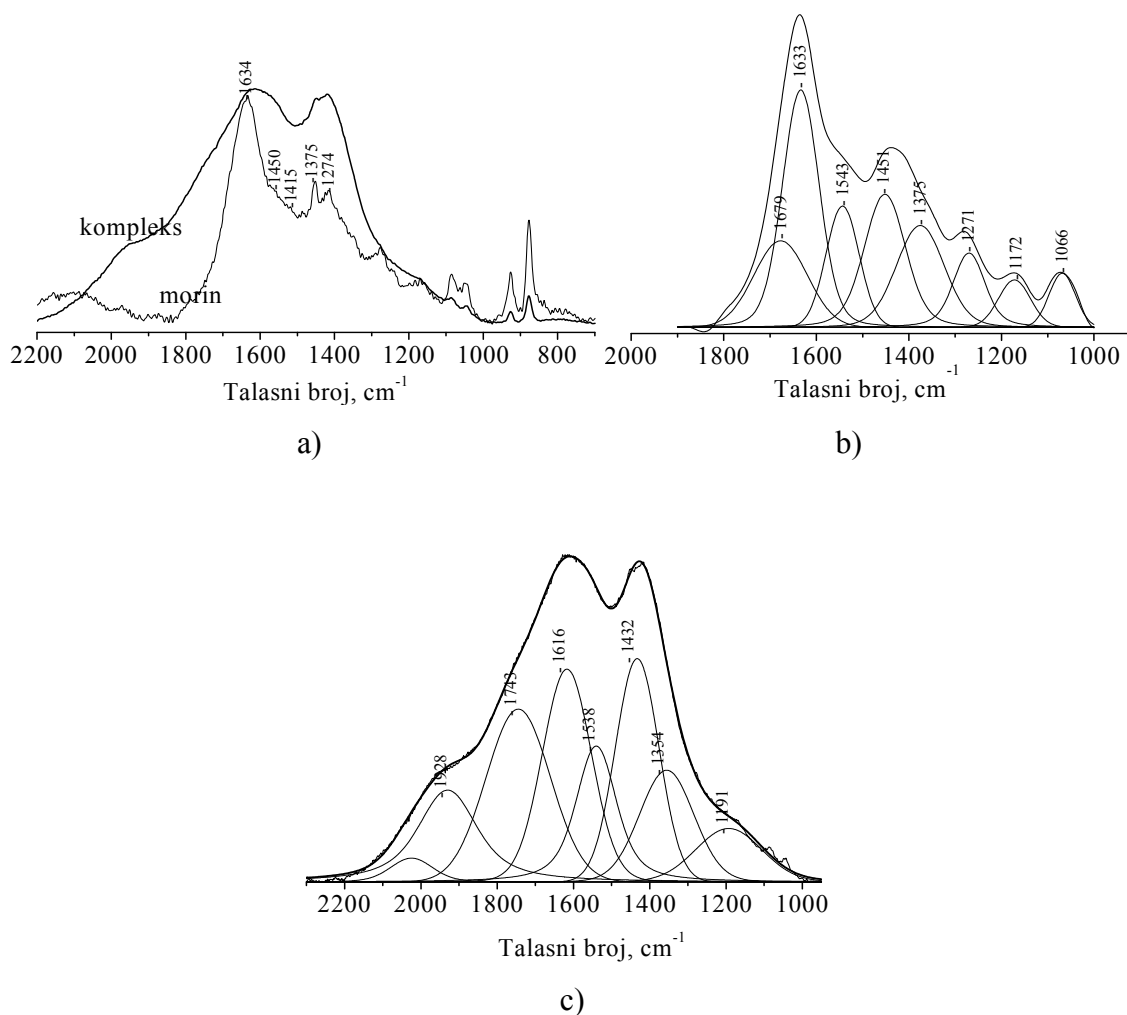 1634
1450
1415
1375
1274
kompleks
morin
2200 2000 1800 1600 1400 1200 1000 800
Talasni broj, cm-1
a)
1679
1633
1543
1451
1375
1271
1172
1066
2000 1800 1600 1400 1200 1000
Talasni broj, cm-1
b)
1928
1743
1616
1538
1432
1354
1191
2200 2000 1800 1600 1400 1200 1000
Talasni broj, cm-1
c)